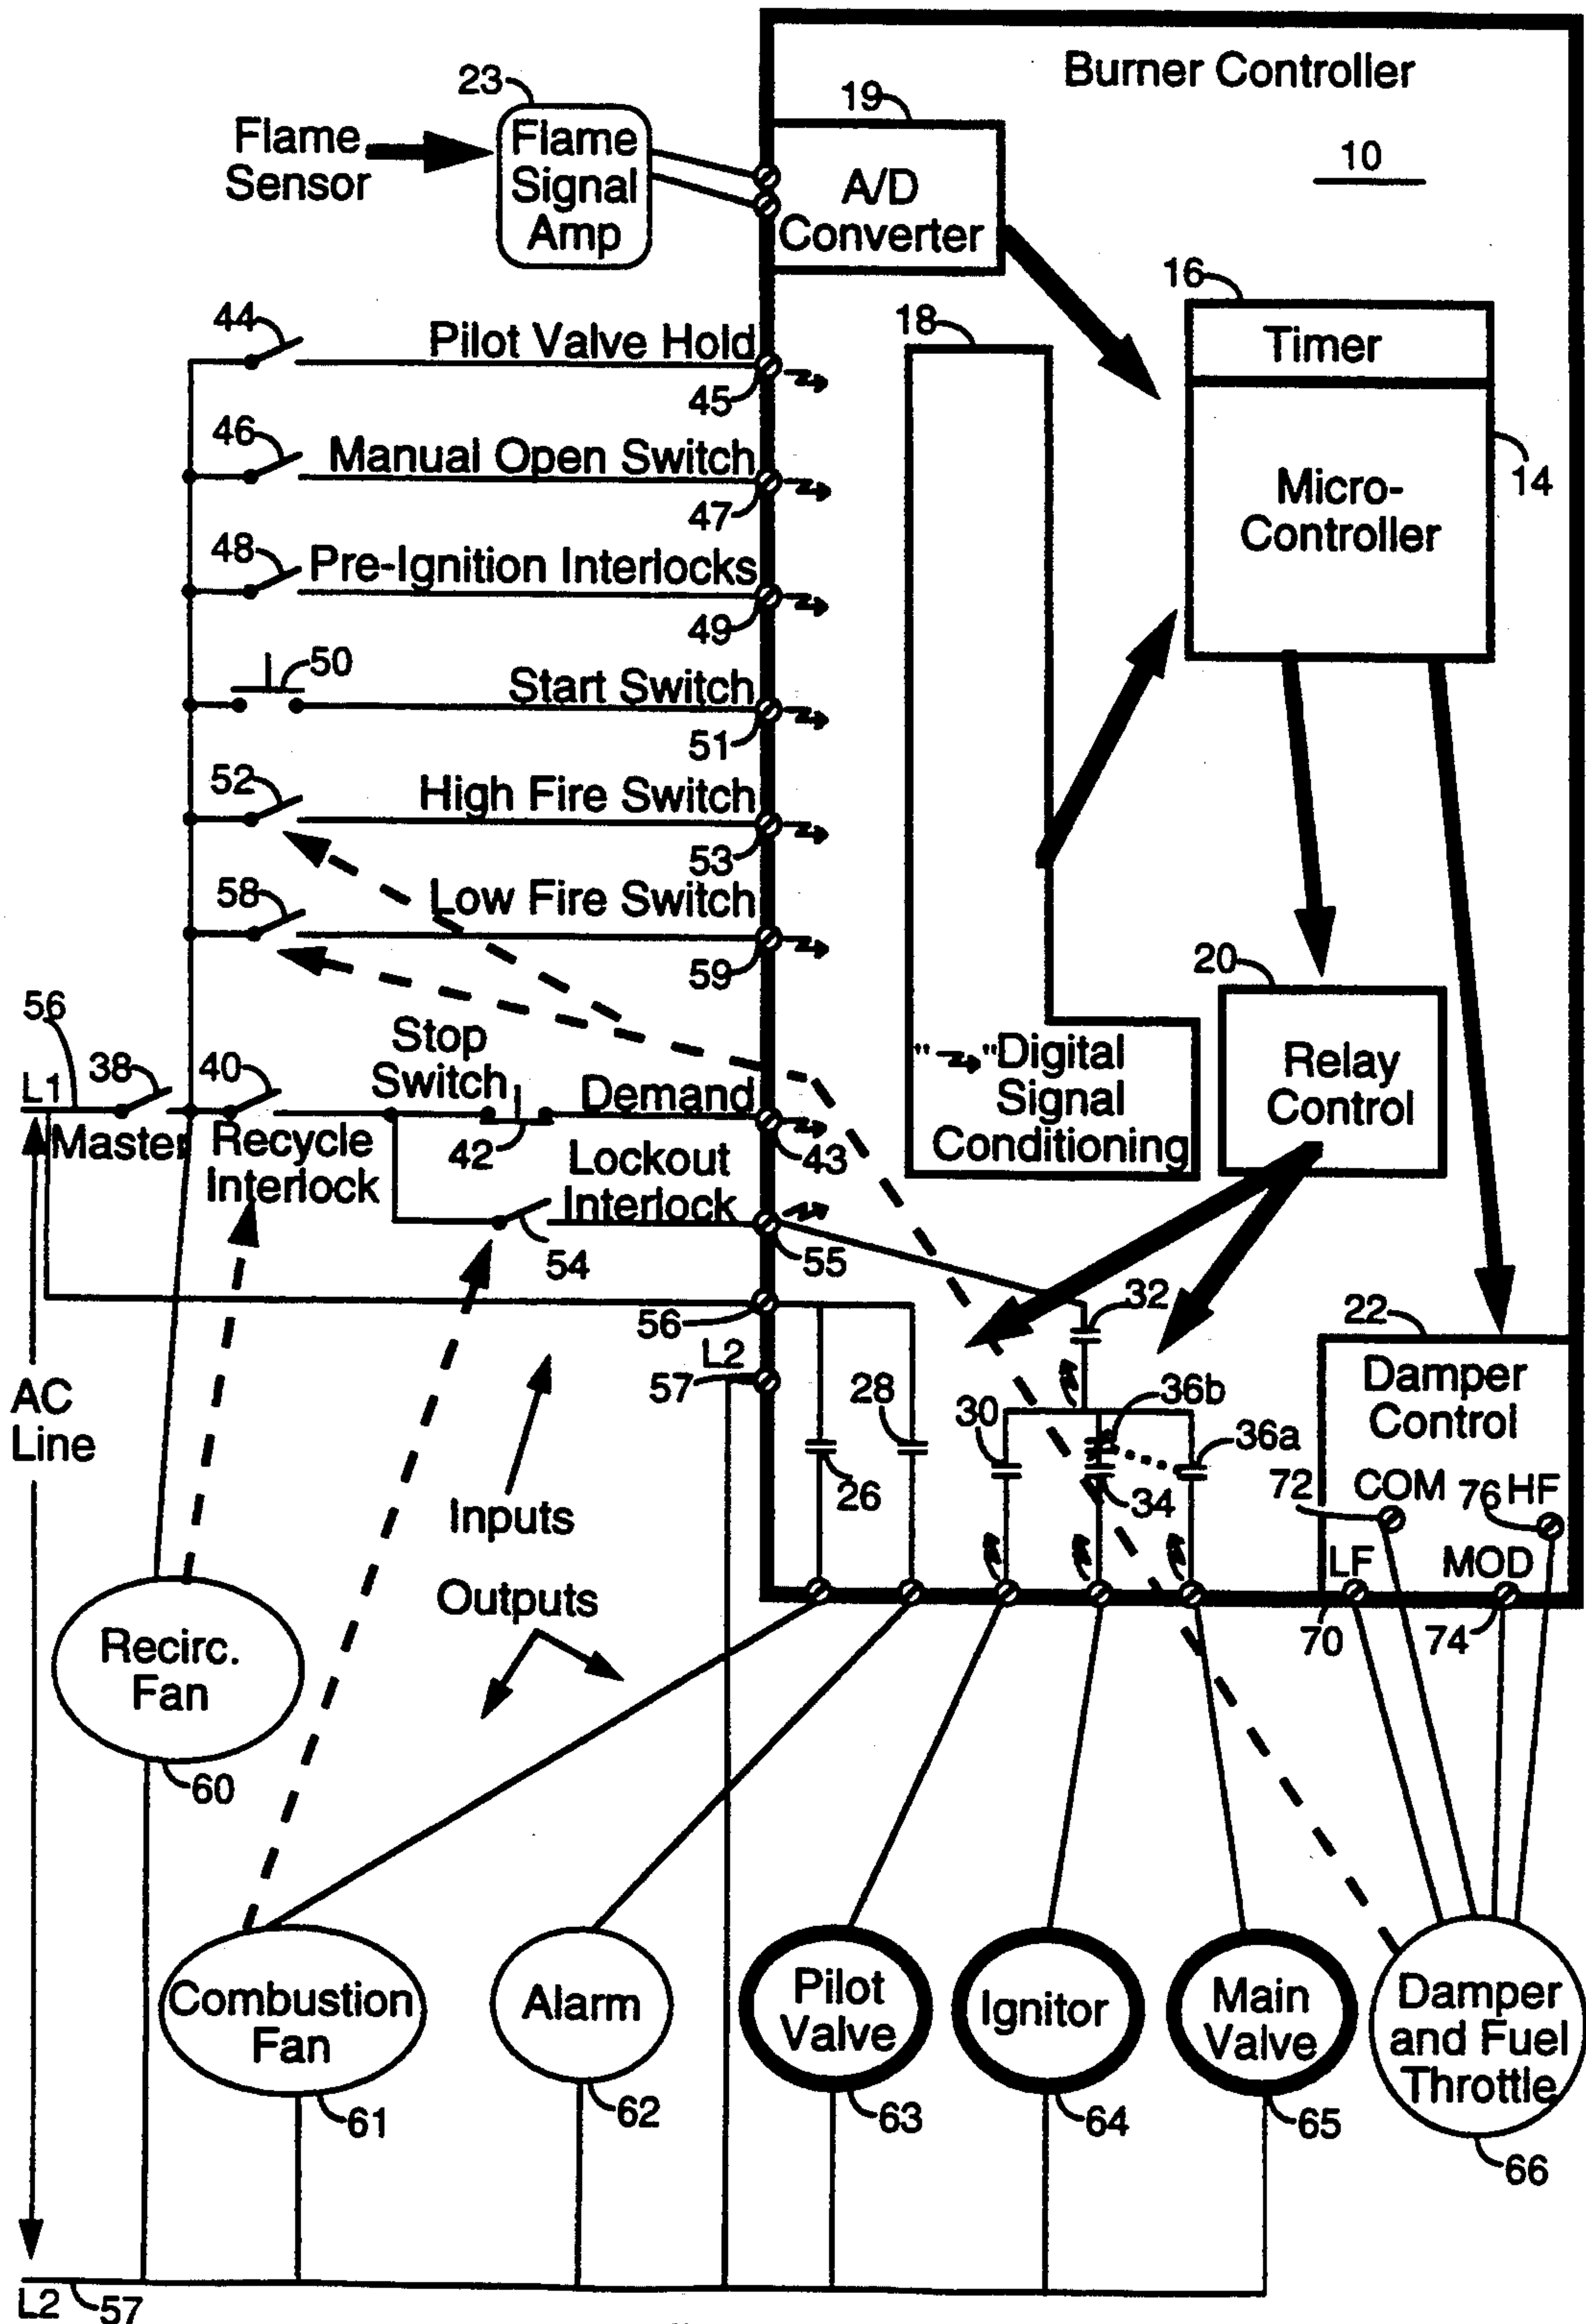 Burner Controller
10
23
Flame
Sensor
Flame
Signal
Amp
19
A/D
Converter
16
Timer
14
Micro-
Controller
18
44
Pilot Valve Hold
45
46
Manual Open Switch
47
48
Pre-Ignition Interlocks
49
50
Start Switch
51
52
High Fire Switch
53
58
Low Fire Switch
59
56
L1
38
Master
40
Recycle
Interlock
Stop
Switch
42
Demand
43
Lockout
Interlock
54
55
" "Digital
Signal
Conditioning
20
Relay
Control
56
L2
57
AC
Line
26
28
30
32
34
36b
36a
22
Damper
Control
72
COM
76
HF
LF
MOD
70
74
Inputs
Outputs
Recirc.
Fan
60
Combustion
Fan
61
Alarm
62
Pilot
Valve
63
Ignitor
64
Main
Valve
65
Damper
and Fuel
Throttle
66
L2
57